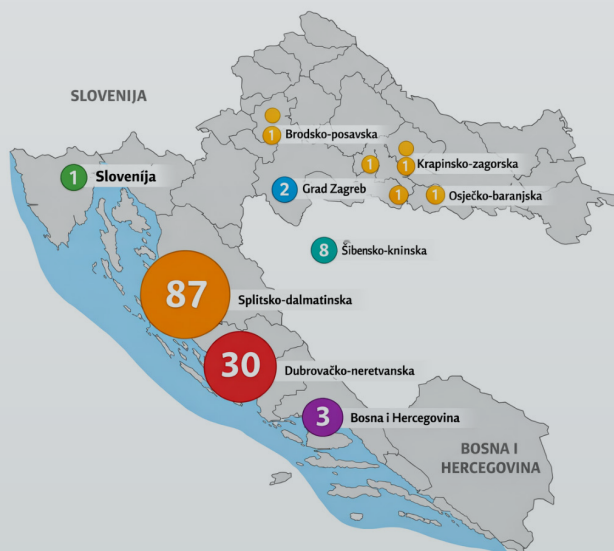 SLOVENIJA
1 Brodsko-posavska
1
1 Krapinsko-zagorska
1 Slovenija
2 Grad Zagreb
1
1 Osječko-baranjska
8 Šibensko-kninska
87 Splitsko-dalmatinska
30 Dubrovačko-neretvanska
3 Bosna i Hercegovina
BOSNA I
HERCEGOVINA